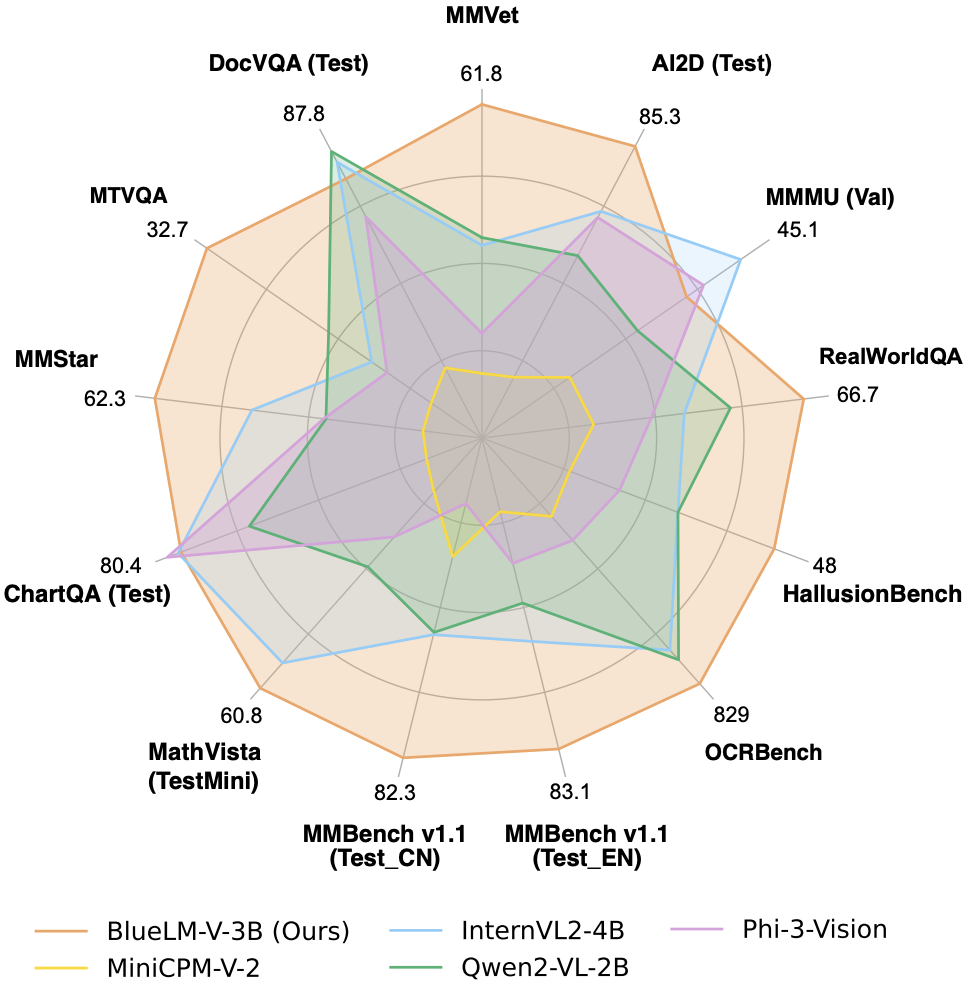 MMVet
61.8
DocVQA (Test)
87.8
AI2D (Test)
85.3
MTVQA
32.7
MMMU (Val)
45.1
MMStar
62.3
RealWorldQA
66.7
80.4
ChartQA (Test)
48
HallusionBench
60.8
MathVista
(TestMini)
829
OCRBench
82.3
MMBench v1.1
(Test_CN)
83.1
MMBench v1.1
(Test_EN)
BlueLM-V-3B (Ours)
InternVL2-4B
Phi-3-Vision
MiniCPM-V-2
Qwen2-VL-2B